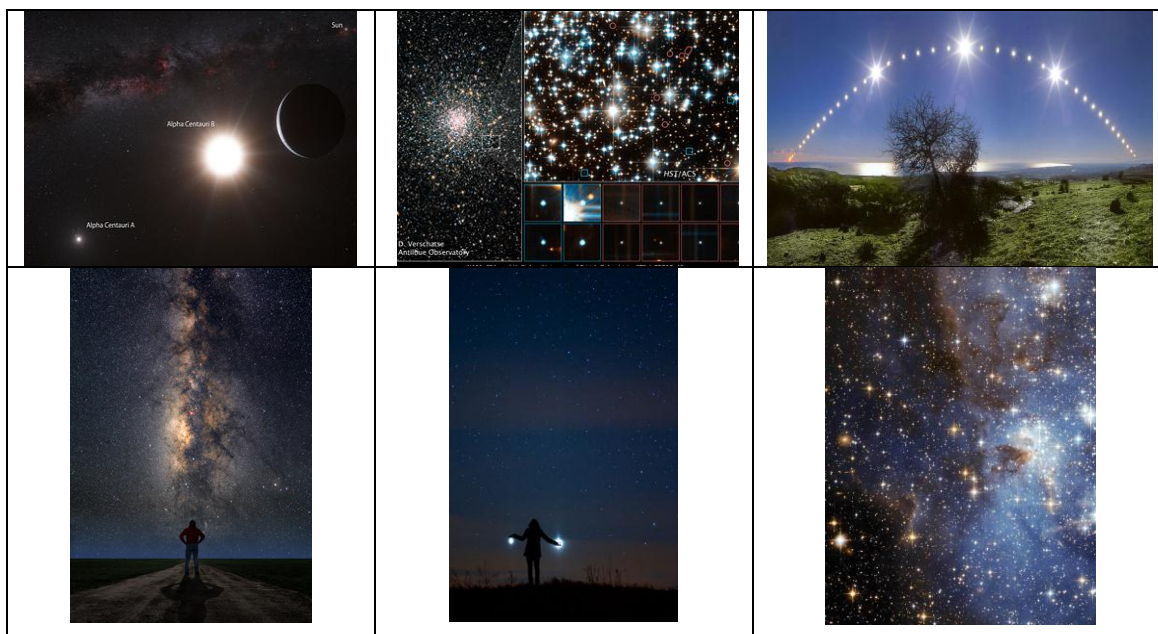 Sun
Alpha Centauri B
Alpha Centauri A
HST/ACS
D. Verschatse
Antilhue Observatory